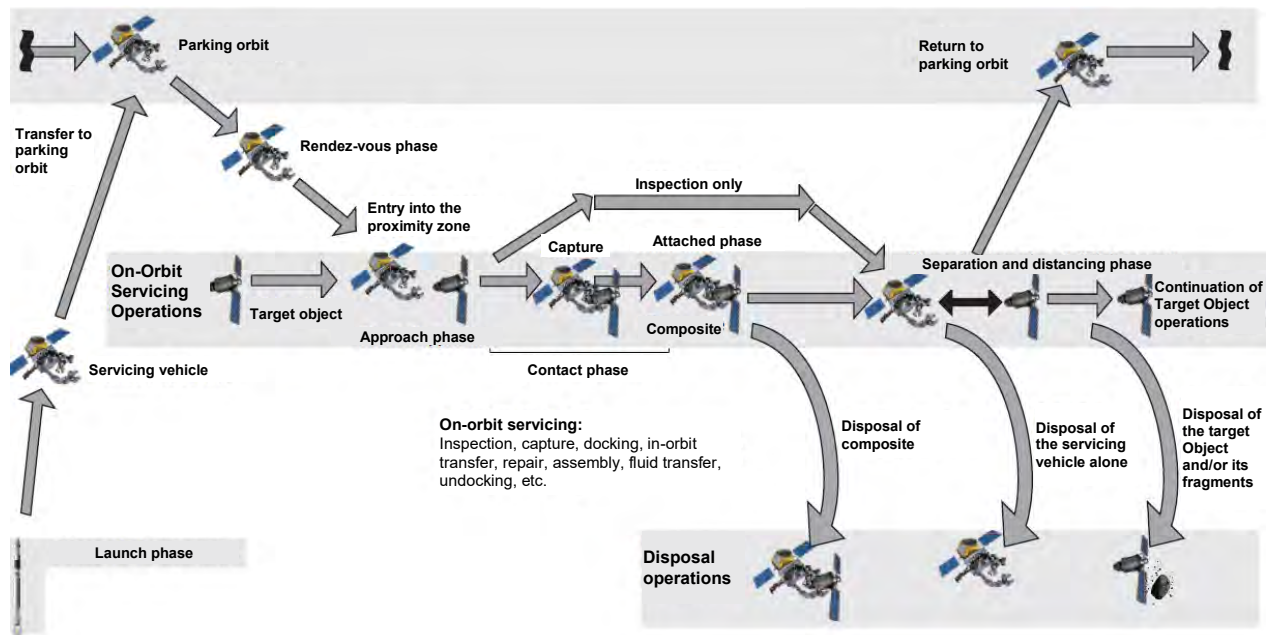 Parking orbit
Return to
parking orbit
Transfer to
parking
orbit
Rendez-vous phase
Inspection only
Entry into the
proximity zone
Capture
Attached phase
On-Orbit
Servicing
Operations
Separation and distancing phase
Continuation of
Target Object
operations
Target object
Approach phase
Composite
Servicing vehicle
Contact phase
On-orbit servicing:
Inspection, capture, docking, in-orbit
transfer, repair, assembly, fluid transfer,
undocking, etc.
Disposal of
composite
Disposal of
the servicing
vehicle alone
Disposal of
the target
Object
and/or its
fragments
Launch phase
Disposal
operations